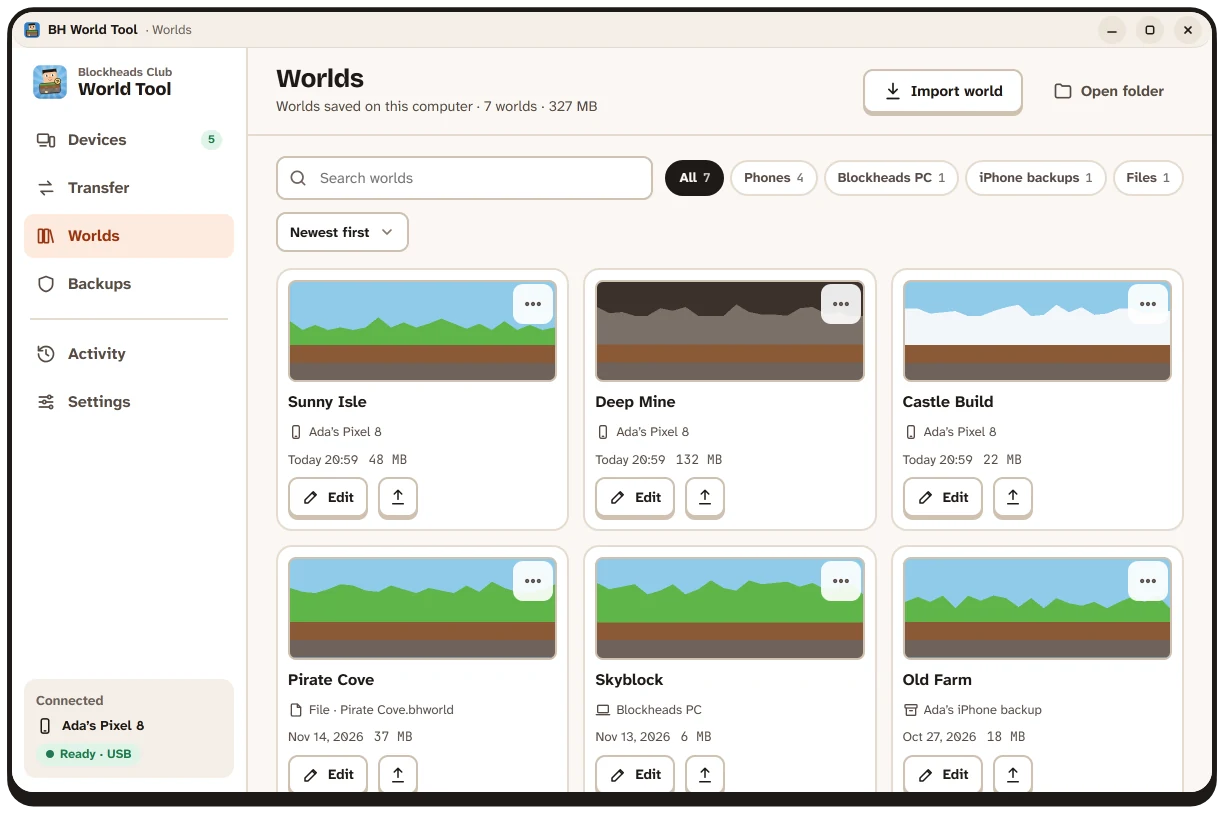 BH World Tool · Worlds
Blockheads Club
World Tool
Devices 5
Transfer
Worlds
Backups
Activity
Settings
Connected
Ada's Pixel 8
Ready · USB
Worlds
Worlds saved on this computer · 7 worlds · 327 MB
Import world
Open folder
Search worlds
All 7
Phones 4
Blockheads PC 1
iPhone backups 1
Files 1
Newest first
Sunny Isle
Ada's Pixel 8
Today 20:59 48 MB
Edit
Deep Mine
Ada's Pixel 8
Today 20:59 132 MB
Edit
Castle Build
Ada's Pixel 8
Today 20:59 22 MB
Edit
Pirate Cove
File · Pirate Cove.bhworld
Nov 14, 2026 37 MB
Edit
Skyblock
Blockheads PC
Nov 13, 2026 6 MB
Edit
Old Farm
Ada's iPhone backup
Oct 27, 2026 18 MB
Edit